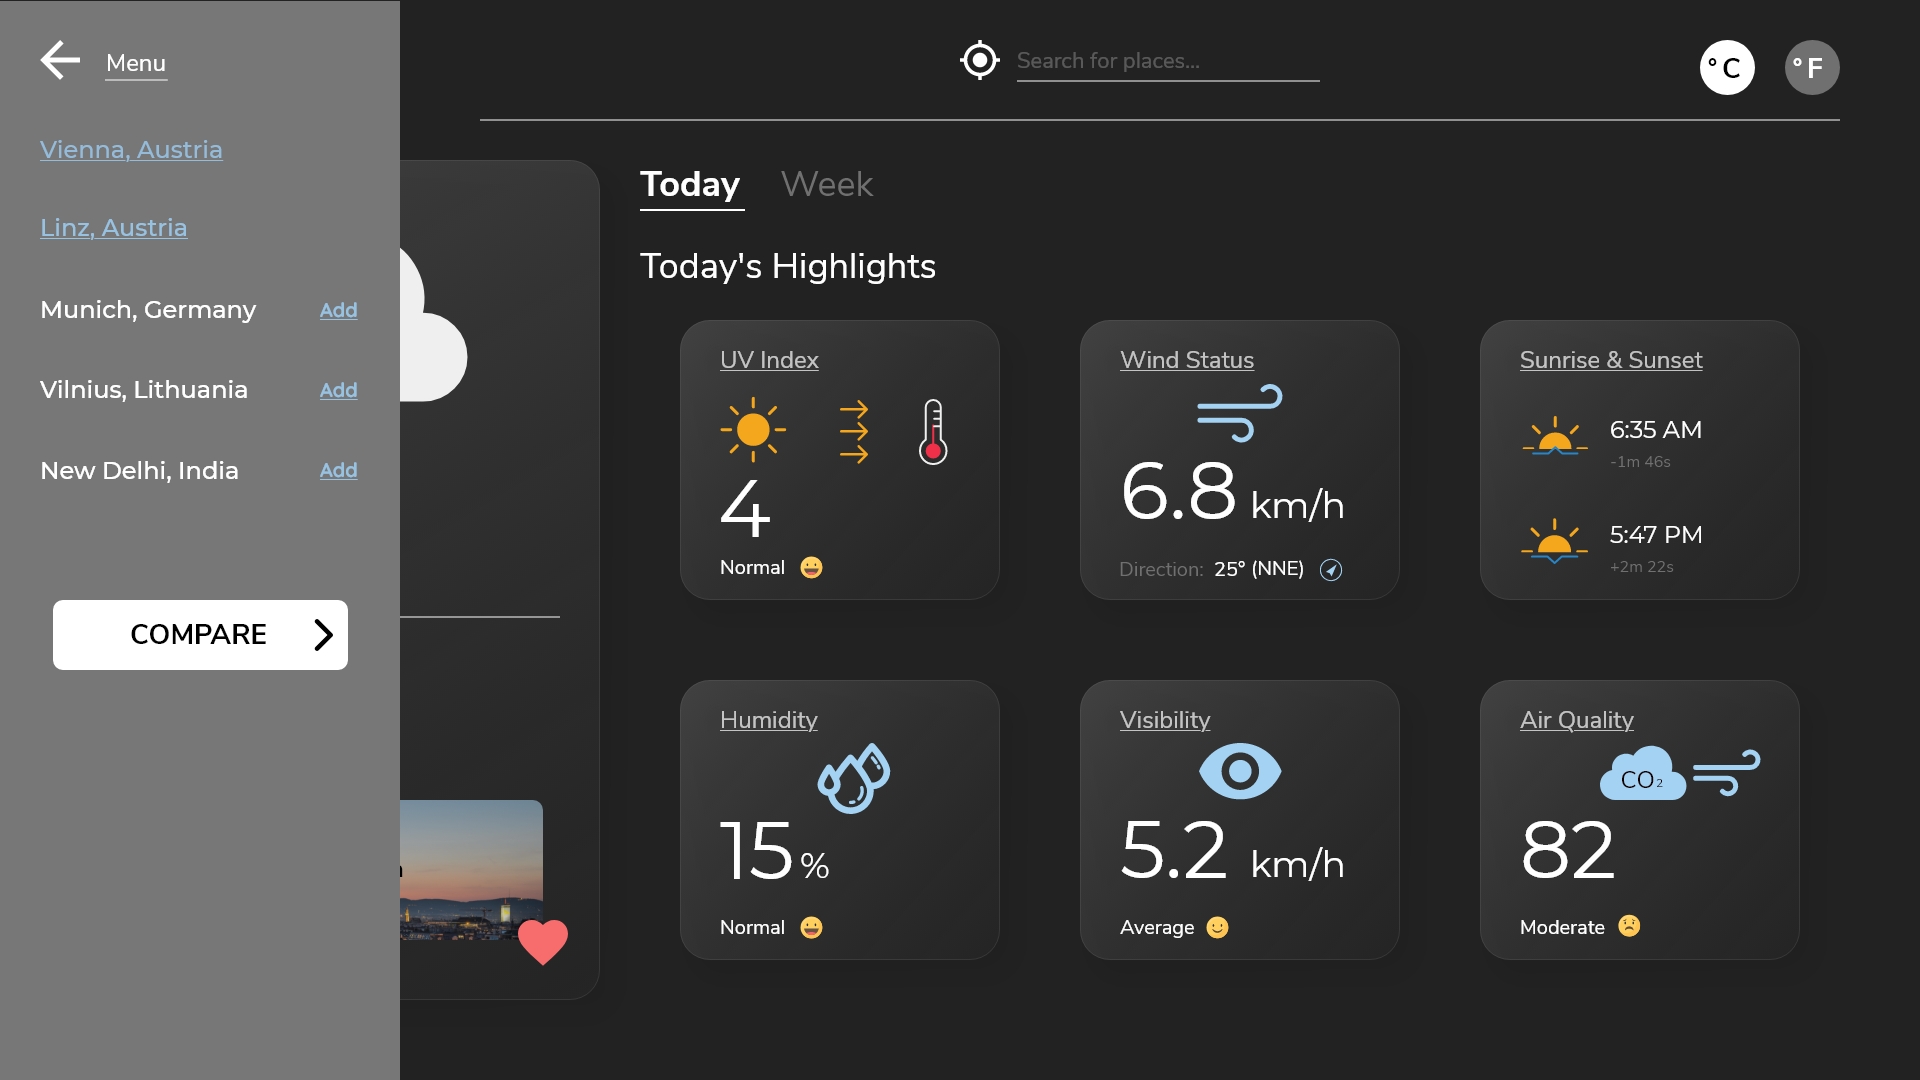 Menu
Vienna, Austria
Linz, Austria
Munich, Germany Add
Vilnius, Lithuania Add
New Delhi, India Add
COMPARE
Search for places...
°C °F
Today Week
Today's Highlights
UV Index
4
Normal
Wind Status
6.8 km/h
Direction: 25° (NNE)
Sunrise & Sunset
6:35 AM
-1m 46s
5:47 PM
+2m 22s
Humidity
15 %
Normal
Visibility
5.2 km/h
Average
Air Quality
CO₂
82
Moderate